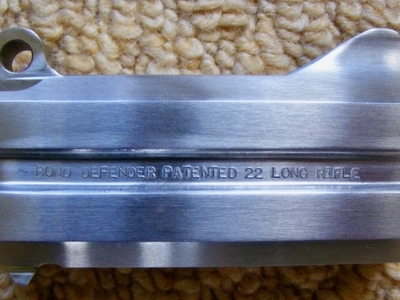 BOND DEFENDER PATENTED 22 LONG RIFLE